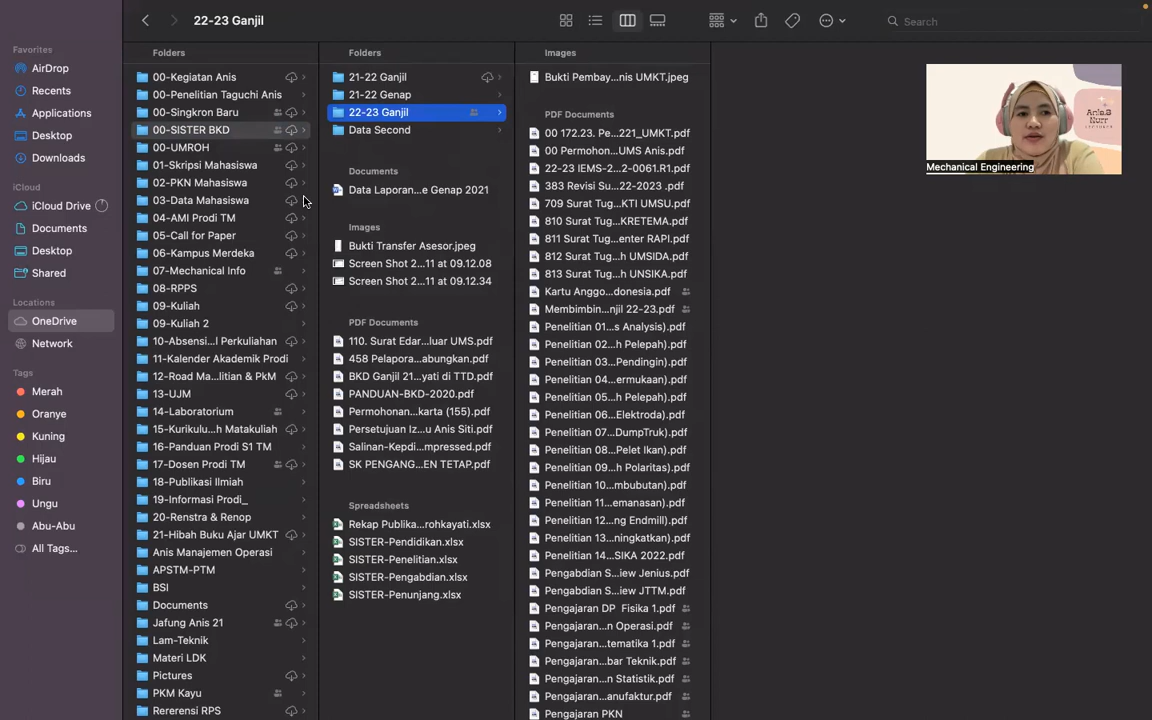 22-23 Ganjil
Search
Favorites
AirDrop
Recents
Applications
Desktop
Downloads
iCloud
iCloud Drive
Documents
Desktop
Shared
Locations
OneDrive
Network
Tags
Merah
Oranye
Kuning
Hijau
Biru
Ungu
Abu-Abu
All Tags...
Folders
00-Kegiatan Anis
00-Penelitian Taguchi Anis
00-Singkron Baru
00-SISTER BKD
00-UMROH
01-Skripsi Mahasiswa
02-PKN Mahasiswa
03-Data Mahasiswa
04-AMI Prodi TM
05-Call for Paper
06-Kampus Merdeka
07-Mechanical Info
08-RPPS
09-Kuliah
09-Kuliah 2
10-Absensi...l Perkuliahan
11-Kalender Akademik Prodi
12-Road Ma...litian & PkM
13-UJM
14-Laboratorium
15-Kurikulu...h Matakuliah
16-Panduan Prodi S1 TM
17-Dosen Prodi TM
18-Publikasi Ilmiah
19-Informasi Prodi_
20-Renstra & Renop
21-Hibah Buku Ajar UMKT
Anis Manajemen Operasi
APSTM-PTM
BSI
Documents
Jafung Anis 21
Lam-Teknik
Materi LDK
Pictures
PKM Kayu
Rererensi RPS
Folders
21-22 Ganjil
21-22 Genap
22-23 Ganjil
Data Second
Documents
Data Laporan...e Genap 2021
Images
Bukti Transfer Asesor.jpeg
Screen Shot 2...11 at 09.12.08
Screen Shot 2...11 at 09.12.34
PDF Documents
110. Surat Edar...luar UMS.pdf
458 Pelapora...abungkan.pdf
BKD Ganjil 21...yati di TTD.pdf
PANDUAN-BKD-2020.pdf
Permohonan...karta (155).pdf
Persetujuan Iz...u Anis Siti.pdf
Salinan-Kepdi...mpressed.pdf
SK PENGANG...EN TETAP.pdf
Spreadsheets
Rekap Publika...rohkayati.xlsx
SISTER-Pendidikan.xlsx
SISTER-Penelitian.xlsx
SISTER-Pengabdian.xlsx
SISTER-Penunjang.xlsx
Images
Bukti Pembay...nis UMKT.jpeg
PDF Documents
00 172.23. Pe...221_UMKT.pdf
00 Permohon...UMS Anis.pdf
22-23 IEMS-2...2-0061.R1.pdf
383 Revisi Su...22-2023 .pdf
709 Surat Tug...KTI UMSU.pdf
810 Surat Tug...KRETEMA.pdf
811 Surat Tug...enter RAPI.pdf
812 Surat Tug...h UMSIDA.pdf
813 Surat Tug...h UNSIKA.pdf
Kartu Anggo...donesia.pdf
Membimbin...njil 22-23.pdf
Penelitian 01...s Analysis).pdf
Penelitian 02...h Pelepah).pdf
Penelitian 03...Pendingin).pdf
Penelitian 04...ermukaan).pdf
Penelitian 05...h Pelepah).pdf
Penelitian 06...Elektroda).pdf
Penelitian 07...DumpTruk).pdf
Penelitian 08...Pelet Ikan).pdf
Penelitian 09...h Polaritas).pdf
Penelitian 10...mbubutan).pdf
Penelitian 11...emanasan).pdf
Penelitian 12...ng Endmill).pdf
Penelitian 13...ningkatkan).pdf
Penelitian 14...SIKA 2022.pdf
Pengabdian S...iew Jenius.pdf
Pengabdian S...iew JTTM.pdf
Pengajaran DP Fisika 1.pdf
Pengajaran...n Operasi.pdf
Pengajaran...tematika 1.pdf
Pengajaran...bar Teknik.pdf
Pengajaran...n Statistik.pdf
Pengajaran...anufaktur.pdf
Pengajaran PKN
Anis.S
Nurr
Mechanical Engineering